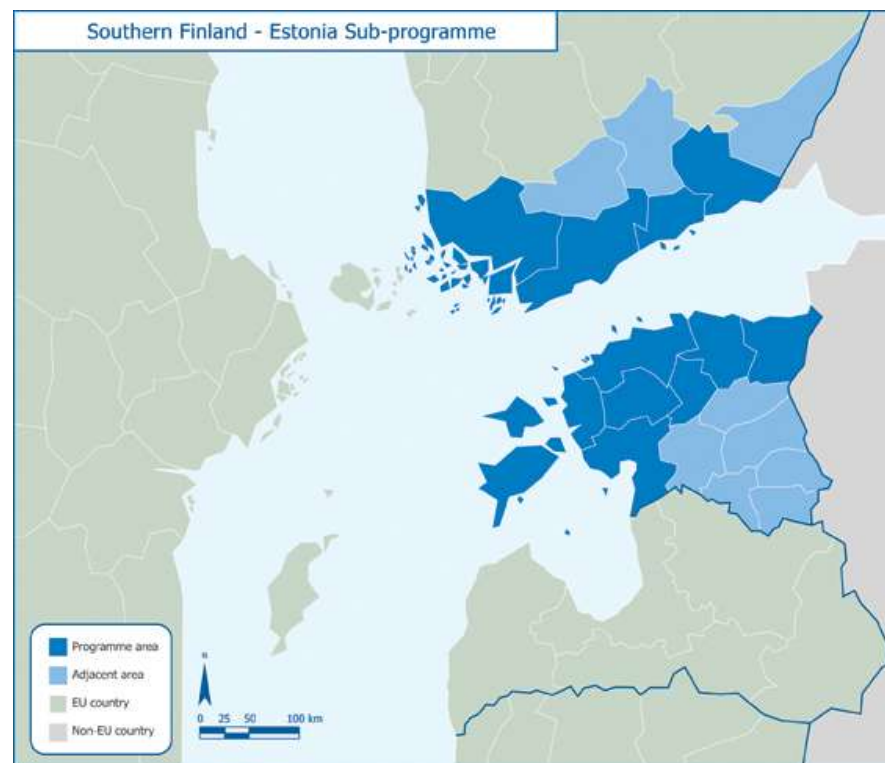 Southern Finland - Estonia Sub-programme
Programme area
Adjacent area
EU country
Non-EU country
N
0 25 50 100 km